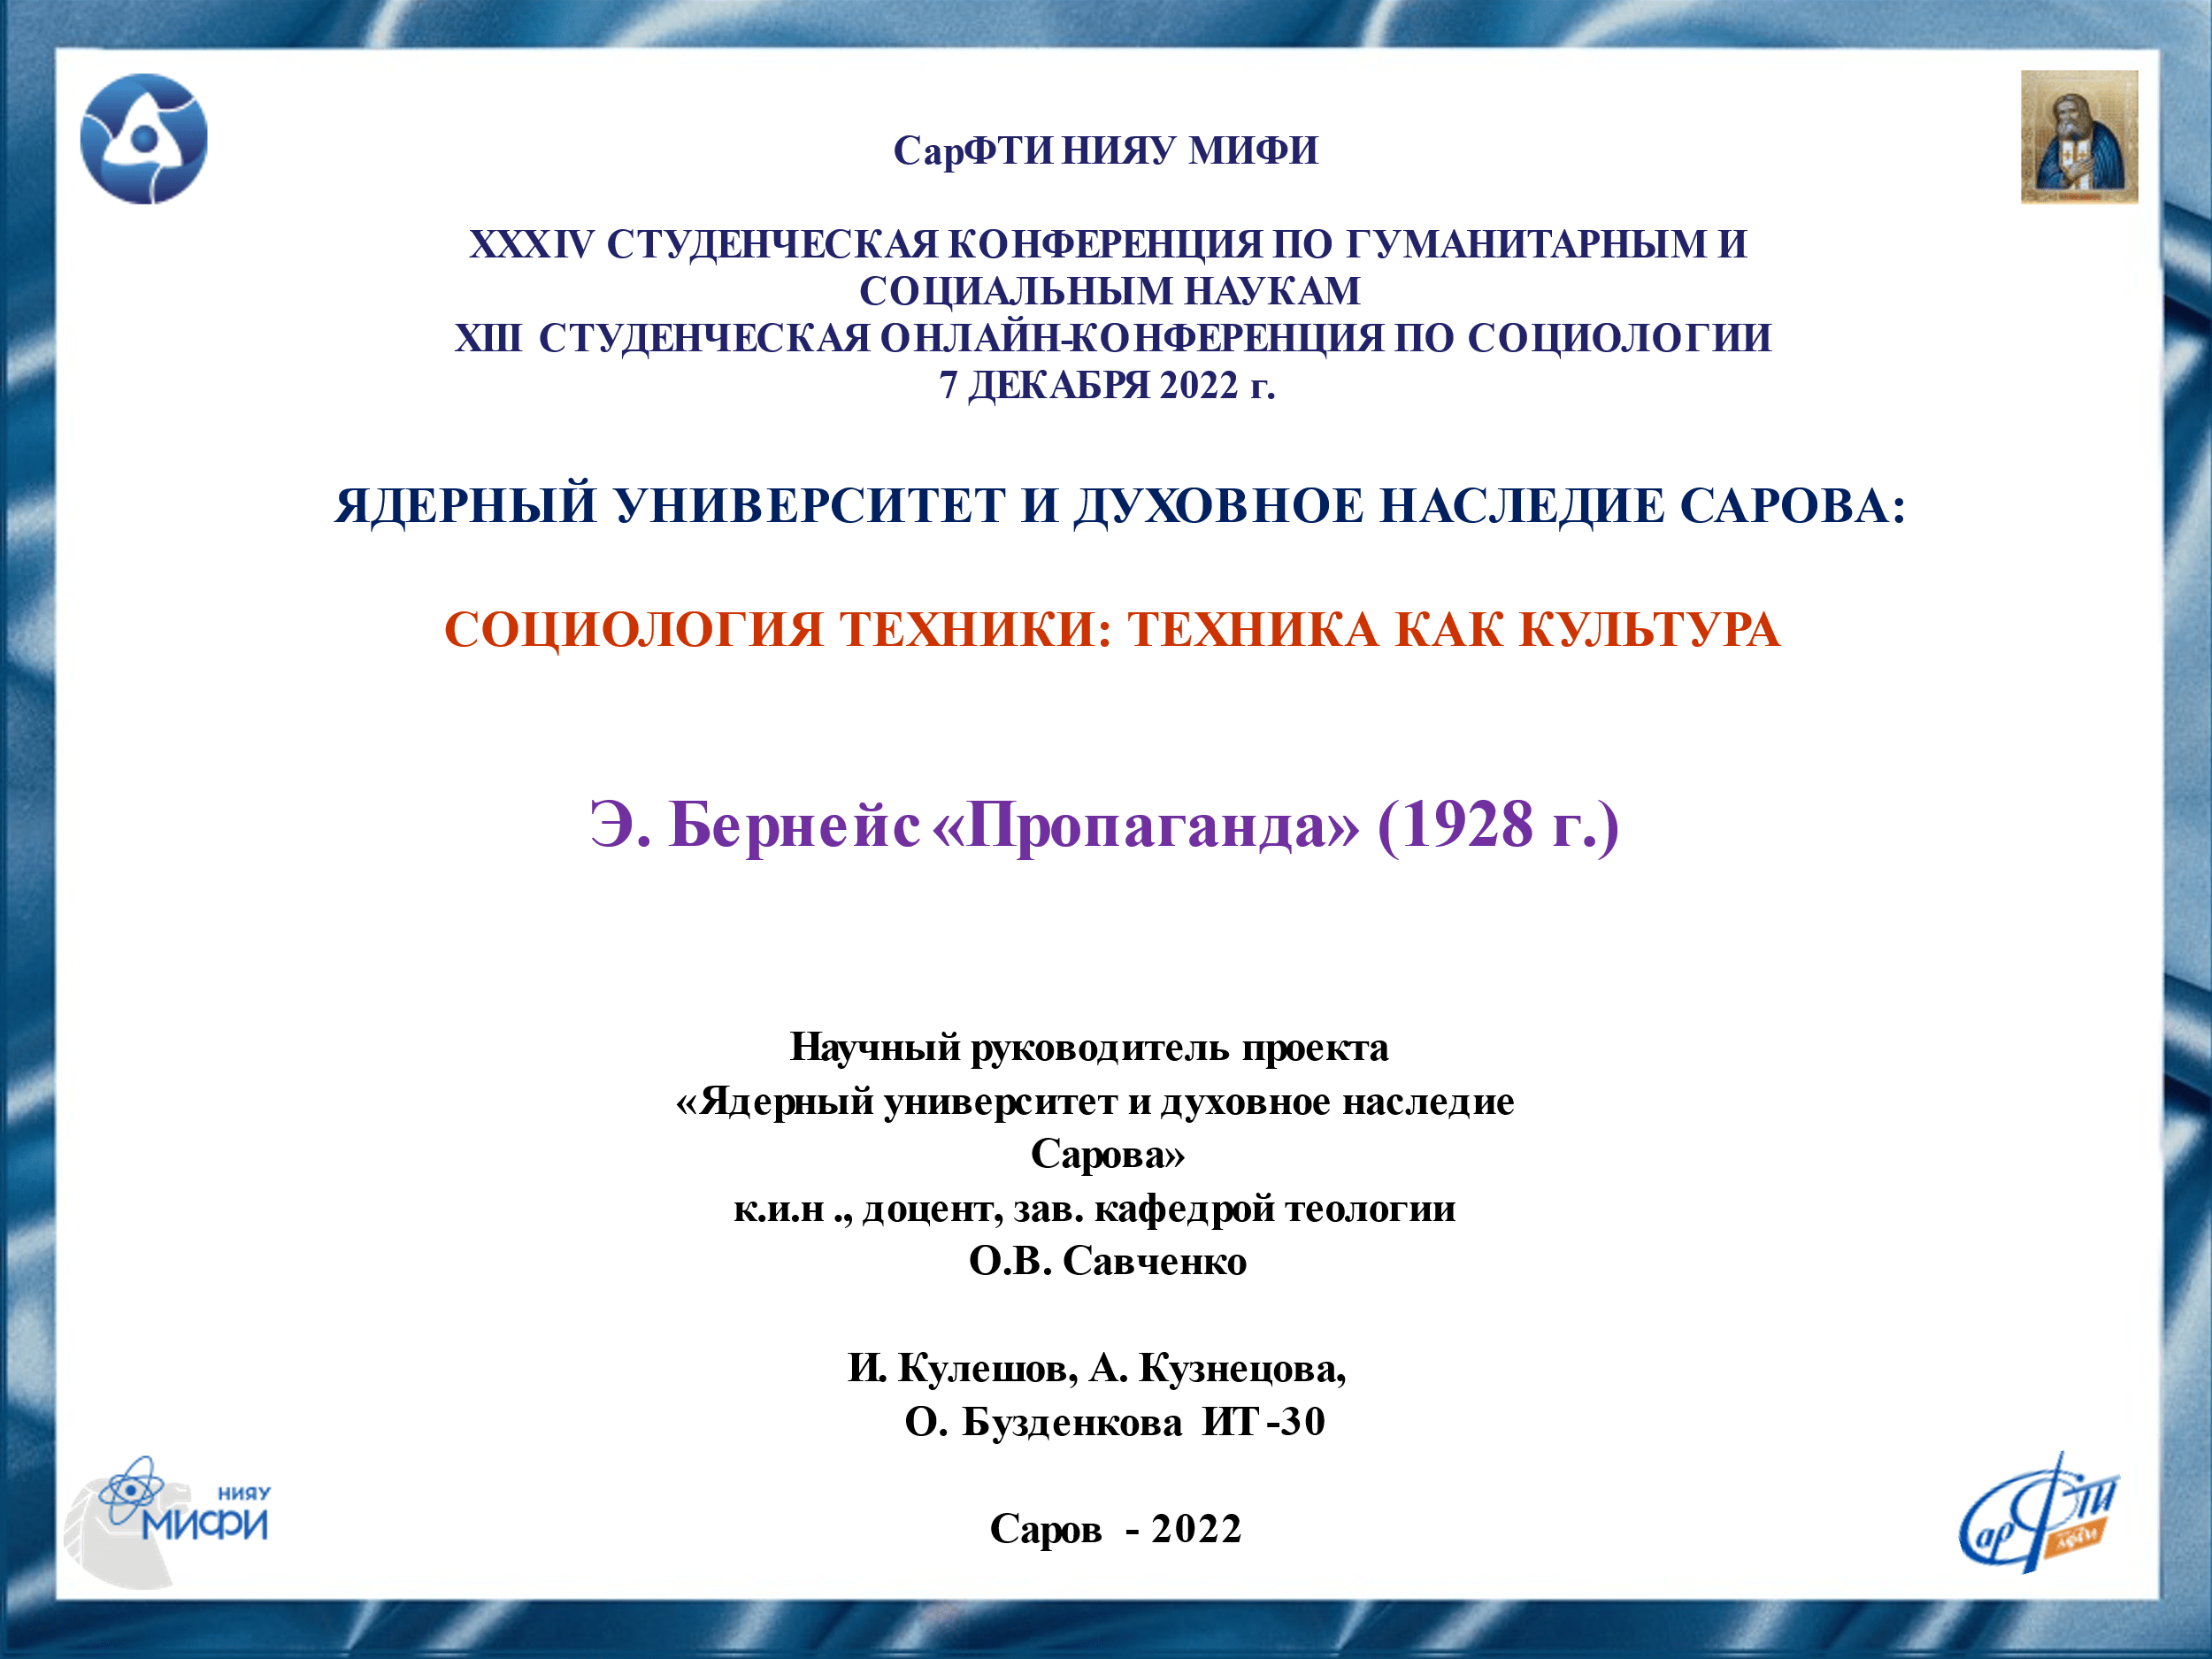 СарФТИ НИЯУ МИФИ
XXXIV СТУДЕНЧЕСКАЯ КОНФЕРЕНЦИЯ ПО ГУМАНИТАРНЫМ И
СОЦИАЛЬНЫМ НАУКАМ
XIII СТУДЕНЧЕСКАЯ ОНЛАЙН-КОНФЕРЕНЦИЯ ПО СОЦИОЛОГИИ
7 ДЕКАБРЯ 2022 г.
ЯДЕРНЫЙ УНИВЕРСИТЕТ И ДУХОВНОЕ НАСЛЕДИЕ САРОВА:
СОЦИОЛОГИЯ ТЕХНИКИ: ТЕХНИКА КАК КУЛЬТУРА
Э. Бернейс «Пропаганда» (1928 г.)
Научный руководитель проекта
«Ядерный университет и духовное наследие
Сарова»
к.и.н ., доцент, зав. кафедрой теологии
О.В. Савченко
И. Кулешов, А. Кузнецова,
О. Бузденкова ИТ -30
Саров - 2022
НИЯУ
МИФИ
СарФТИ